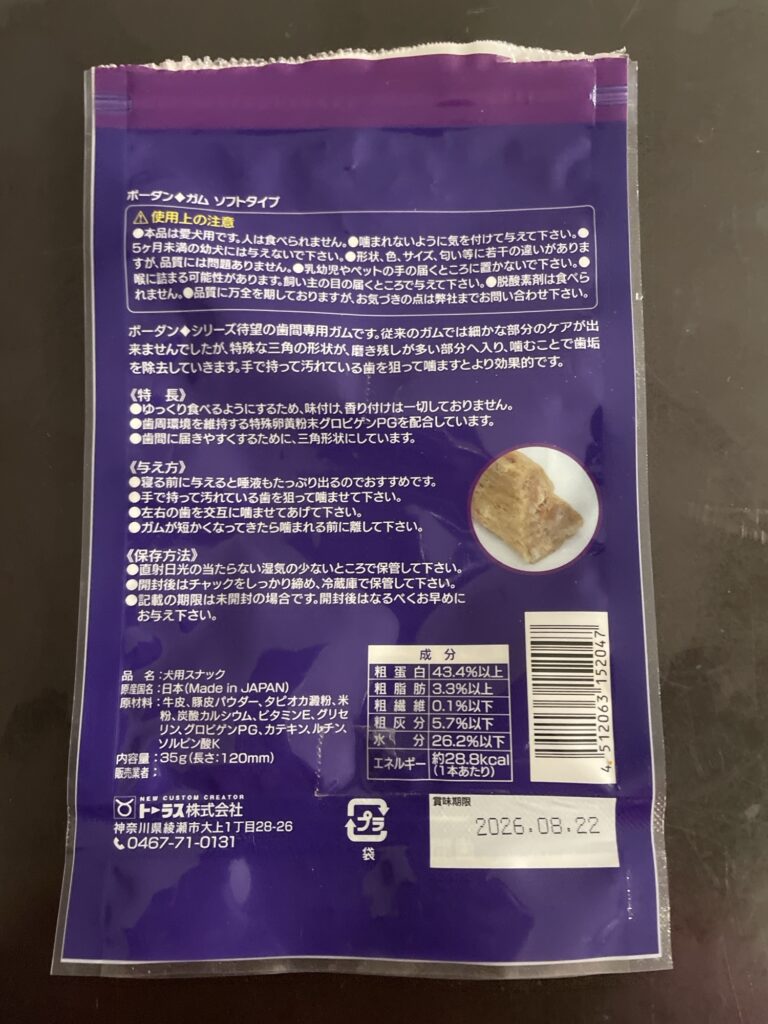 ボーダン◆ガム ソフトタイプ
⚠使用上の注意
●本品は愛犬用です。人は食べられません。●噛まれないように気を付けて与えて下さい。●
5ヶ月未満の幼犬には与えないで下さい。●形状、色、サイズ、匂い等に若干の違いがありま
すが、品質には問題ありません。●乳幼児やペットの手の届くところに置かないで下さい。●
喉に詰まる可能性があります。飼い主の目の届くところで与えて下さい。●脱酸素剤は食べら
れません。●品質に万全を期しておりますが、お気づきの点は弊社までお問い合わせ下さい。
ボーダン◆シリーズ待望の歯間専用ガムです。従来のガムでは細かな部分のケアが出
来ませんでしたが、特殊な三角の形状が、磨き残しが多い部分へ入り、噛むことで歯垢
を除去していきます。手で持って汚れている歯を狙って噛ますとより効果的です。
《特 長》
●ゆっくり食べるようにするため、味付け、香り付けは一切しておりません。
●歯周環境を維持する特殊卵黄粉末グロビゲンPGを配合しています。
●歯間に届きやすくするために、三角形状にしています。
《与え方》
●寝る前に与えると唾液もたっぷり出るのでおすすめです。
●手で持って汚れている歯を狙って噛ませて下さい。
●左右の歯を交互に噛ませてあげて下さい。
●ガムが短かくなってきたら噛まれる前に離して下さい。
《保存方法》
●直射日光の当たらない湿気の少ないところで保管して下さい。
●開封後はチャックをしっかり締め、冷蔵庫で保管して下さい。
●記載の期限は未開封の場合です。開封後はなるべくお早めに
お与え下さい。
品 名:犬用スナック
原産国名:日本(Made in JAPAN)
原材料:牛皮、豚皮パウダー、タピオカ澱粉、米
粉、炭酸カルシウム、ビタミンE、グリセ
リン、グロビゲンPG、カテキン、ルチン、
ソルビン酸K
内容量:35g(長さ:120mm)
販売業者:
NEW CUSTOM CREATOR
トーラス株式会社
神奈川県綾瀬市大上1丁目28-26
0467-71-0131
成 分
粗 蛋 白 43.4%以上
粗 脂 肪 3.3%以上
粗 繊 維 0.1%以下
粗 灰 分 5.7%以下
水 分 26.2%以下
エネルギー 約28.8kcal
(1本あたり)
4 512063 152047
プラ
袋
賞味期限
2026.08.22